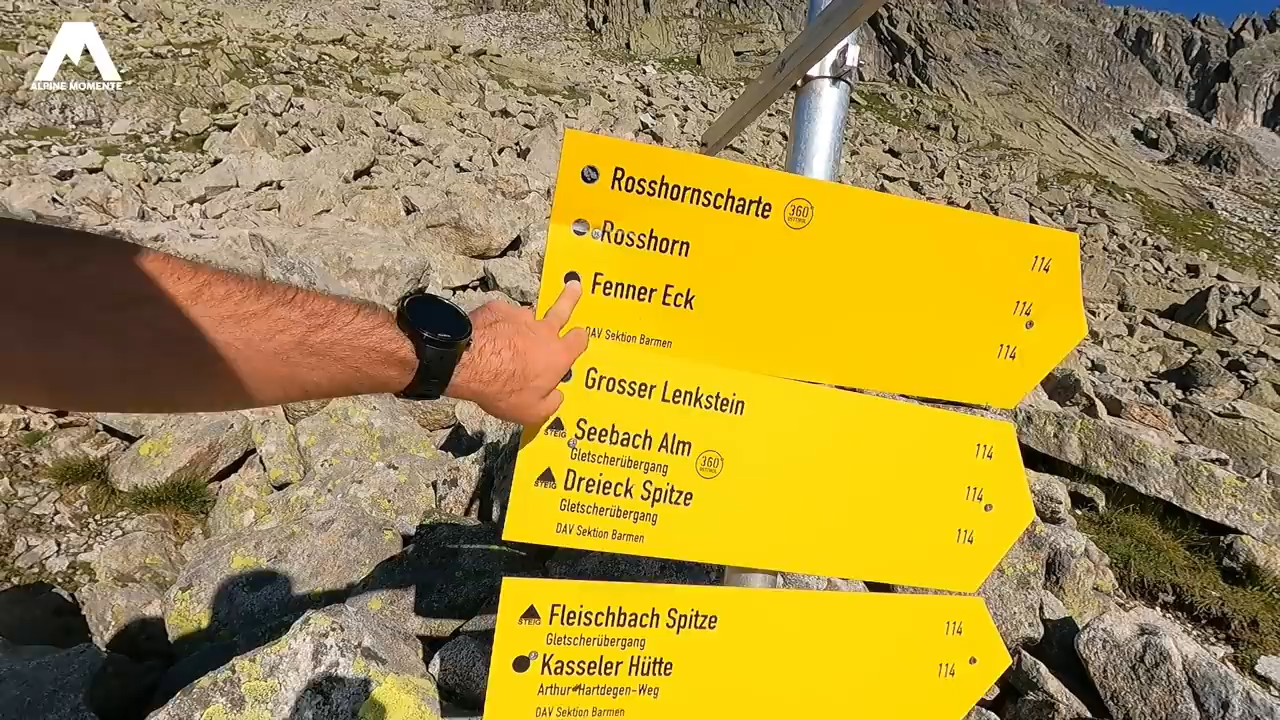 ALPINE MOMENTE
Rosshornscharte 360°
Rosshorn 114
Fenner Eck 114
DAV Sektion Barmen 114
Grosser Lenkstein
STEIG Seebach Alm 114
Gletscherübergang 360°
STEIG Dreieck Spitze 114
Gletscherübergang
DAV Sektion Barmen 114
STEIG Fleischbach Spitze 114
Gletscherübergang
Kasseler Hütte 114
Arthur-Hartdegen-Weg
DAV Sektion Barmen